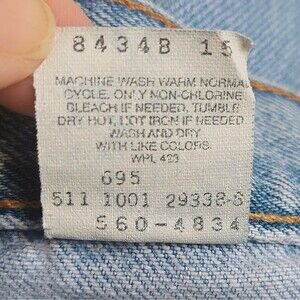 84348 15
MACHINE WASH WARM NORMAL
CYCLE. ONLY NON-CHLORINE
BLEACH IF NEEDED. TUMBLE
DRY HOT, HOT IRON IF NEEDED
WASH AND DRY
WITH LIKE COLORS.
WPL 423
695
511 1001 29338-8
560-4834